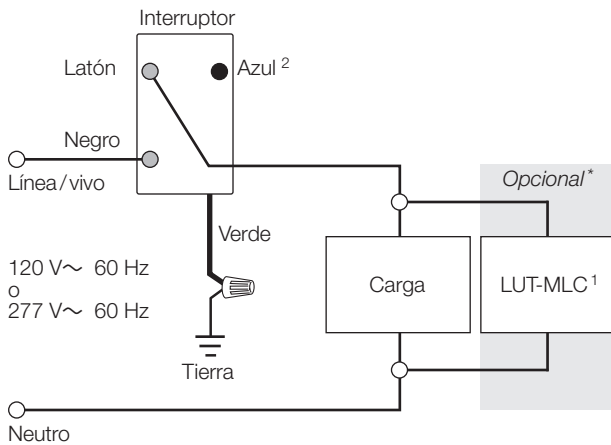 Interruptor
Latón
Azul ²
Negro
Línea/vivo
Opcional *
Verde
120 V~ 60 Hz
o
277 V~ 60 Hz
Carga
LUT-MLC ¹
Tierra
Neutro